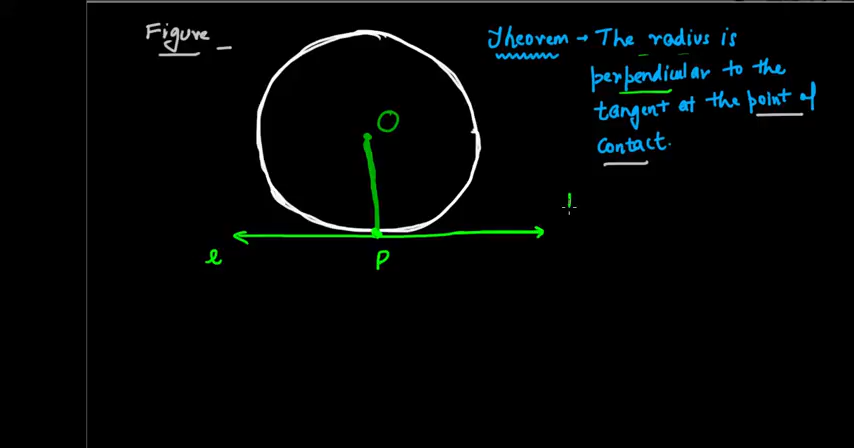 Figure -
Theorem → The radius is
perpendicular to the
tangent at the point of
contact.
O
l
P